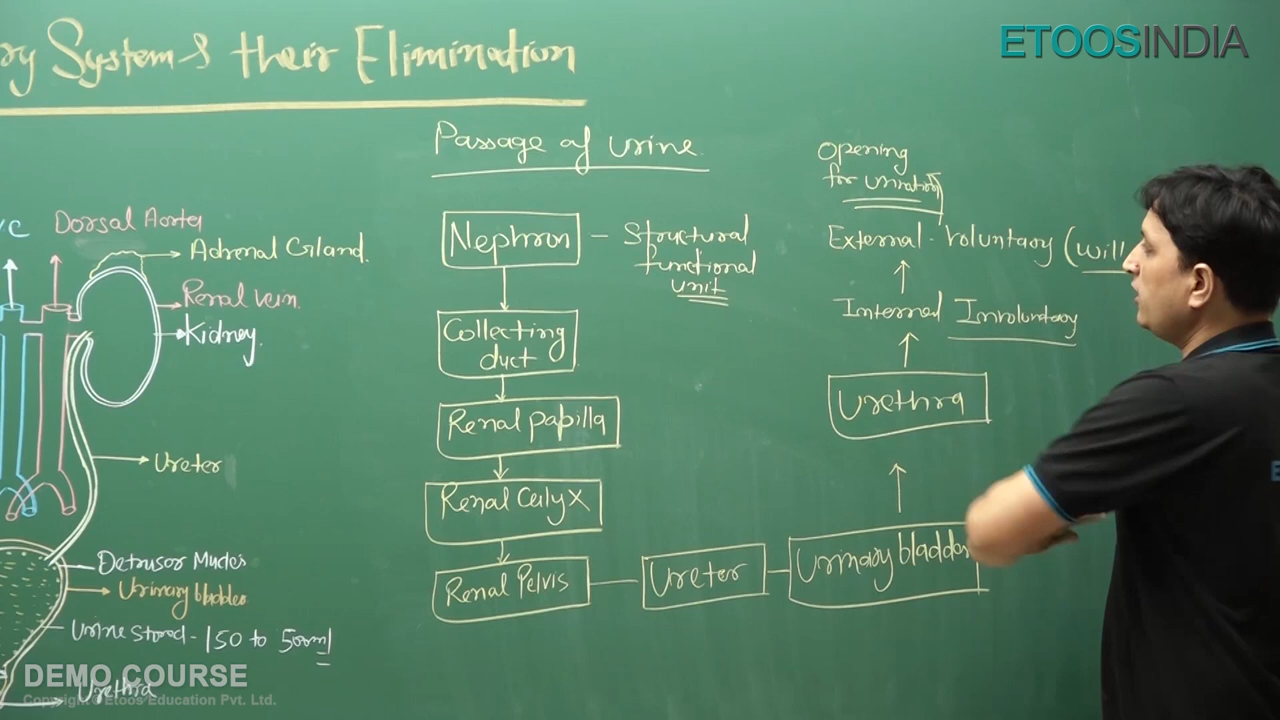 ETOOSINDIA
ry System & their Elimination
Passage of urine
Nephron - Structural
functional
unit
Collecting
duct
Renal papilla
Renal Calyx
Renal Pelvis
Ureter
Urinary bladder
Urethra
Internal Involuntary
External - Voluntary (will
Opening
for urination
VC
Dorsal Aorta
Adrenal Gland.
Renal vein.
Kidney.
Ureter
Detrusor Mucles
Urinary bladder
Urine stored - 150 to 500ml
Urethra
DEMO COURSE
Copyright © Etoos Education Pvt. Ltd.